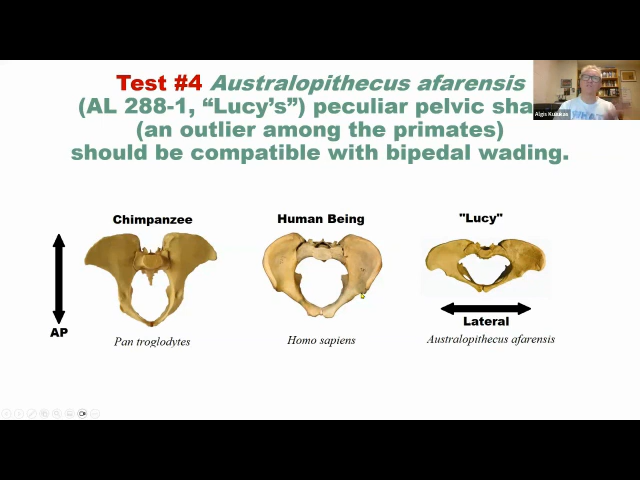 Test #4 Australopithecus afarensis
(AL 288-1, “Lucy’s”) peculiar pelvic sha
(an outlier among the primates)
should be compatible with bipedal wading.
Chimpanzee
Human Being
"Lucy"
AP
Lateral
Pan troglodytes
Homo sapiens
Australopithecus afarensis